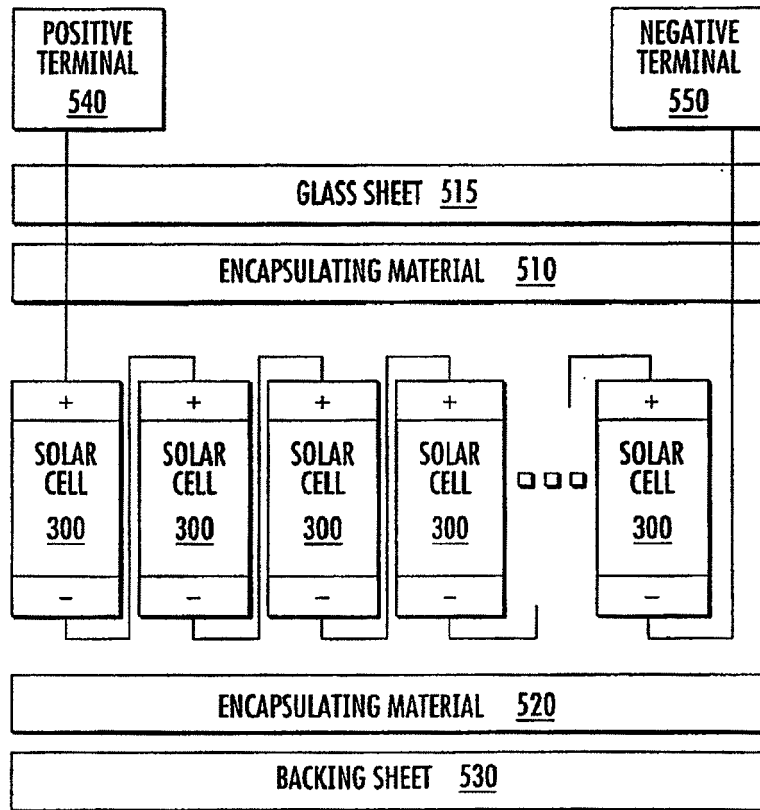 POSITIVE
TERMINAL
540
NEGATIVE
TERMINAL
550
GLASS SHEET 515
ENCAPSULATING MATERIAL 510
+ + + + +
SOLAR
CELL
300
SOLAR
CELL
300
SOLAR
CELL
300
SOLAR
CELL
300
SOLAR
CELL
300
− − − − −
ENCAPSULATING MATERIAL 520
BACKING SHEET 530